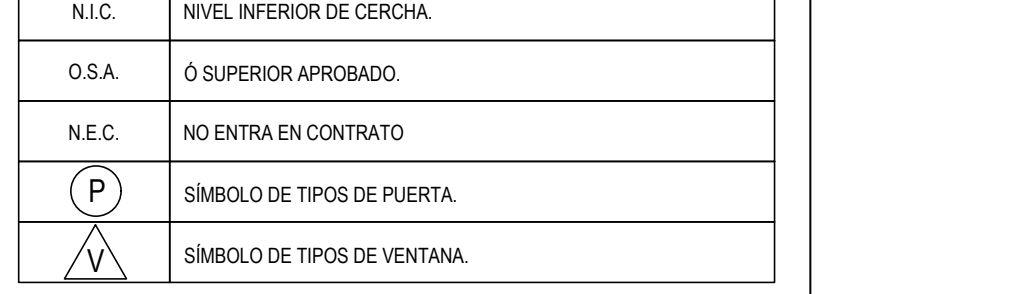 N.I.C. NIVEL INFERIOR DE CERCHA.
O.S.A. Ó SUPERIOR APROBADO.
N.E.C. NO ENTRA EN CONTRATO
P SÍMBOLO DE TIPOS DE PUERTA.
V SÍMBOLO DE TIPOS DE VENTANA.